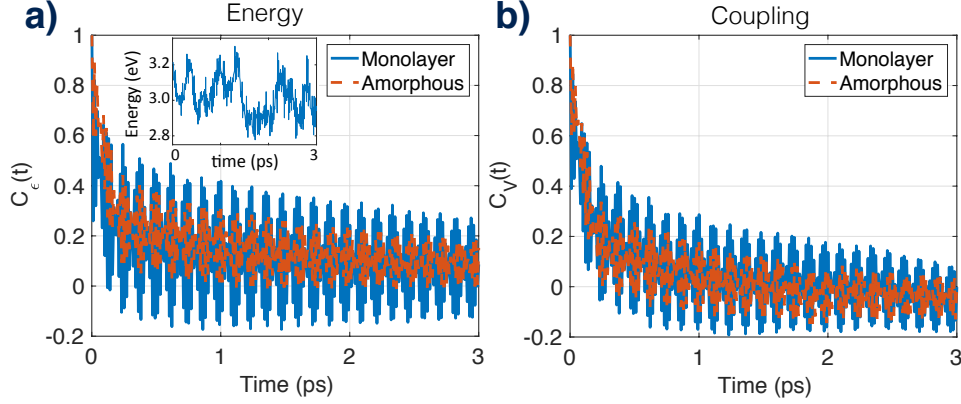 a)
Energy
1
0.8
0.6
0.4
0.2
0
-0.2
C_ϵ(t)
0
1
2
3
Time (ps)
Monolayer
Amorphous
Energy (eV)
3.2
3.0
2.8
0
3
time (ps)
b)
Coupling
1
0.8
0.6
0.4
0.2
0
-0.2
C_V(t)
0
1
2
3
Time (ps)
Monolayer
Amorphous